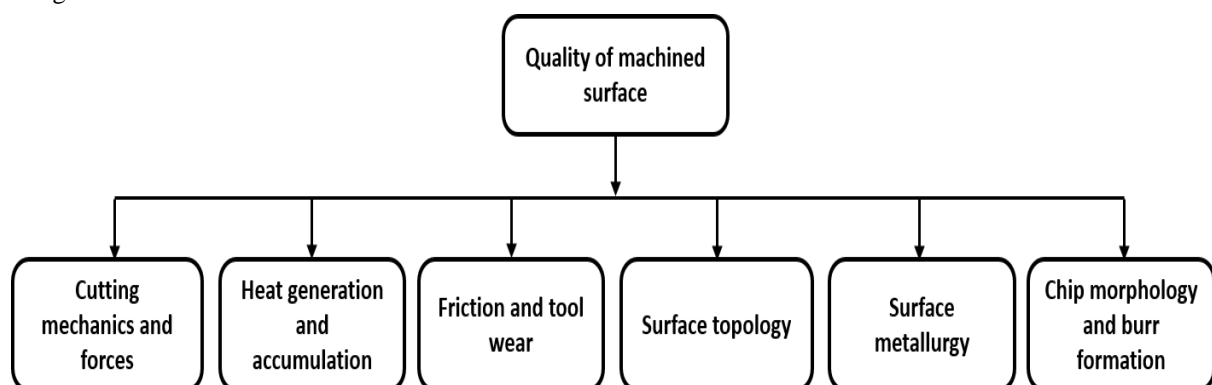 Quality of machined
surface
Cutting
mechanics and
forces
Heat generation
and
accumulation
Friction and tool
wear
Surface topology
Surface
metallurgy
Chip morphology
and burr
formation